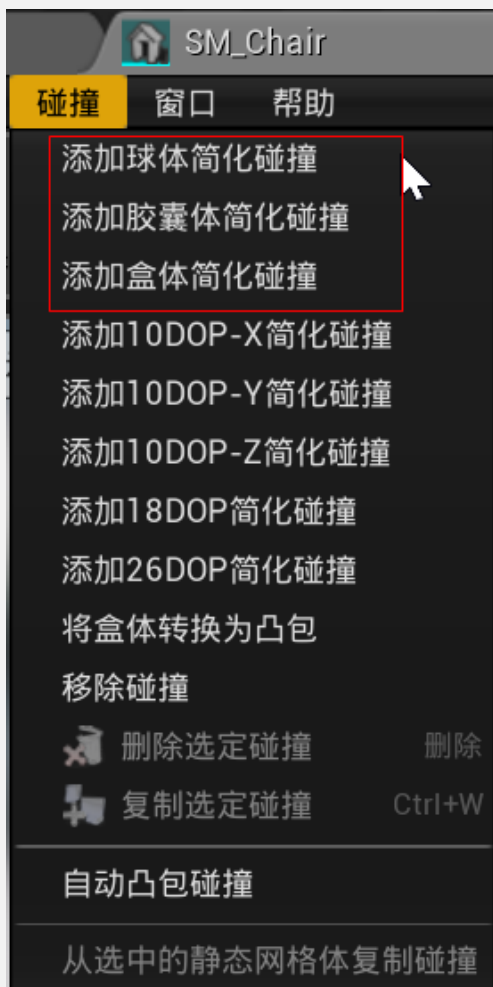 SM_Chair
碰撞 窗口 帮助
添加球体简化碰撞
添加胶囊体简化碰撞
添加盒体简化碰撞
添加10DOP-X简化碰撞
添加10DOP-Y简化碰撞
添加10DOP-Z简化碰撞
添加18DOP简化碰撞
添加26DOP简化碰撞
将盒体转换为凸包
移除碰撞
删除选定碰撞 删除
复制选定碰撞 Ctrl+W
自动凸包碰撞
从选中的静态网格体复制碰撞